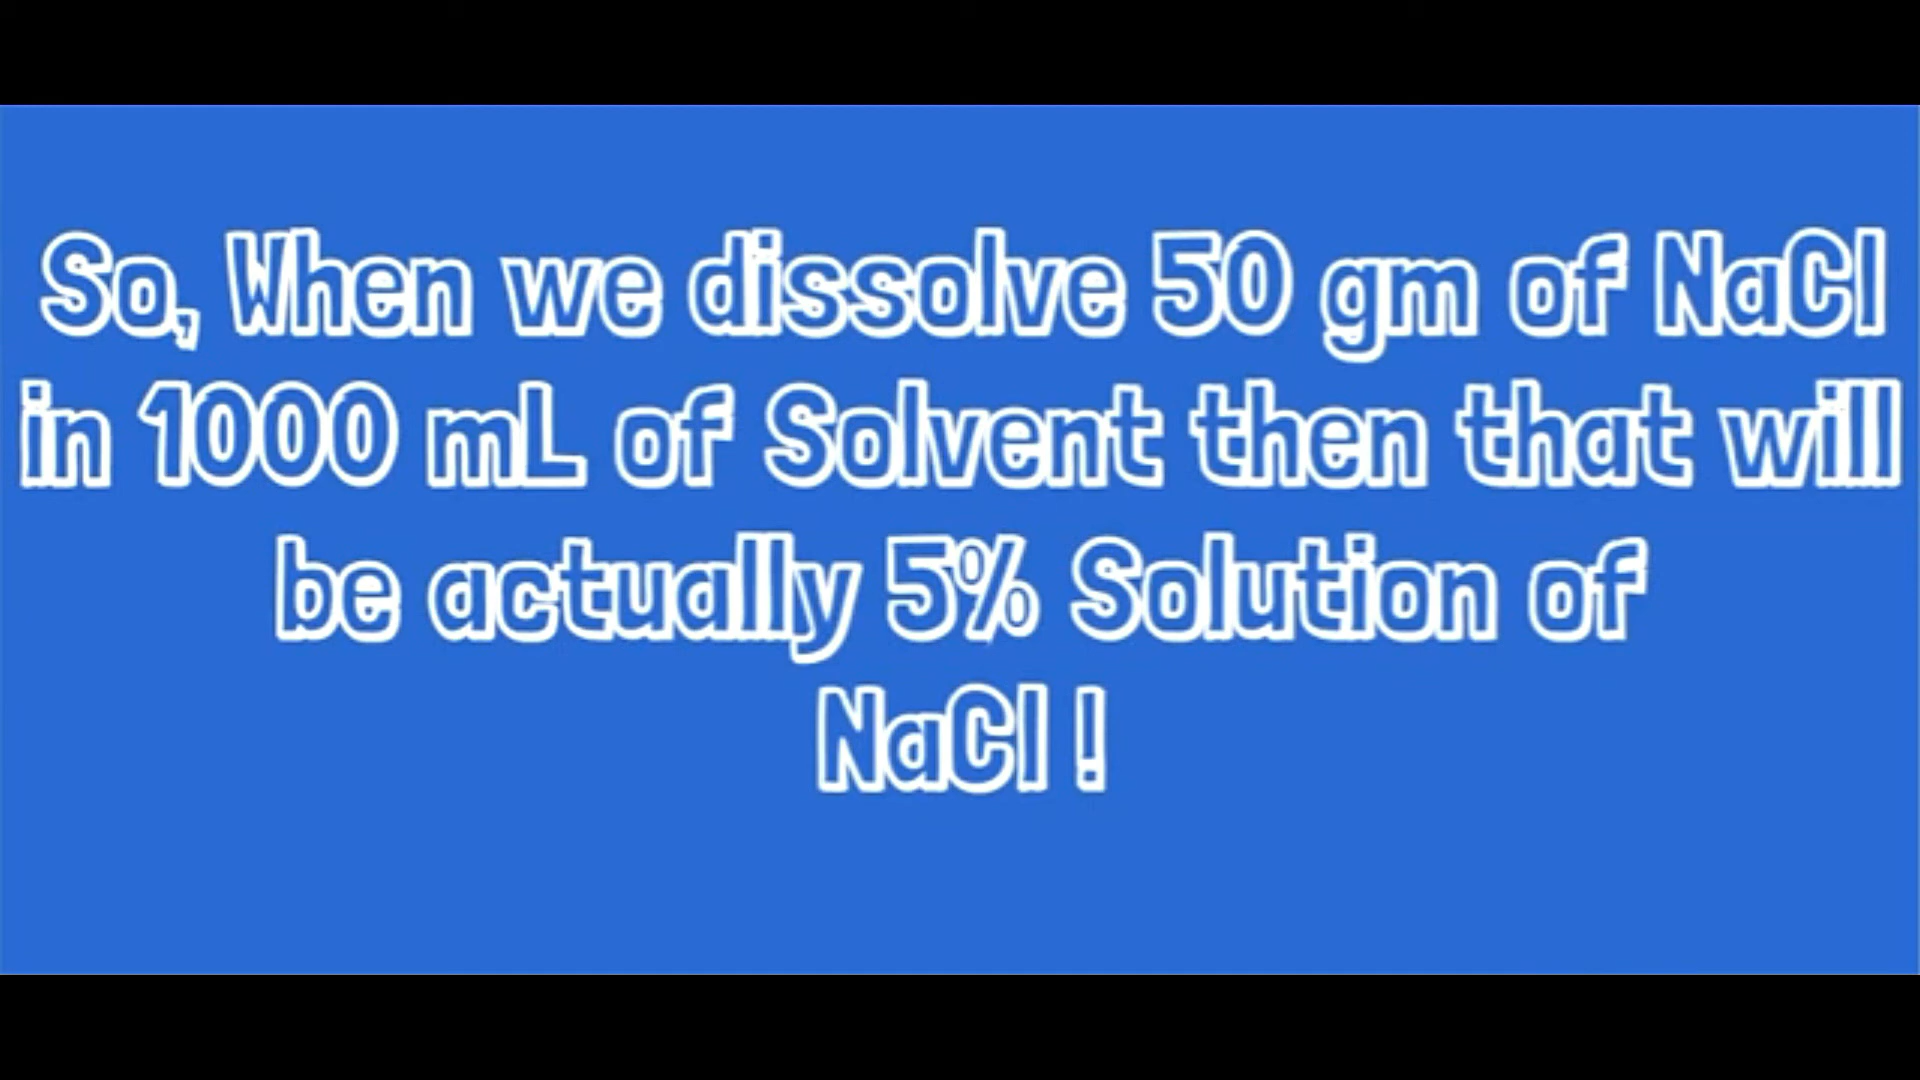 So, When we dissolve 50 gm of NaCl
in 1000 mL of Solvent then that will
be actually 5% Solution of
NaCl !